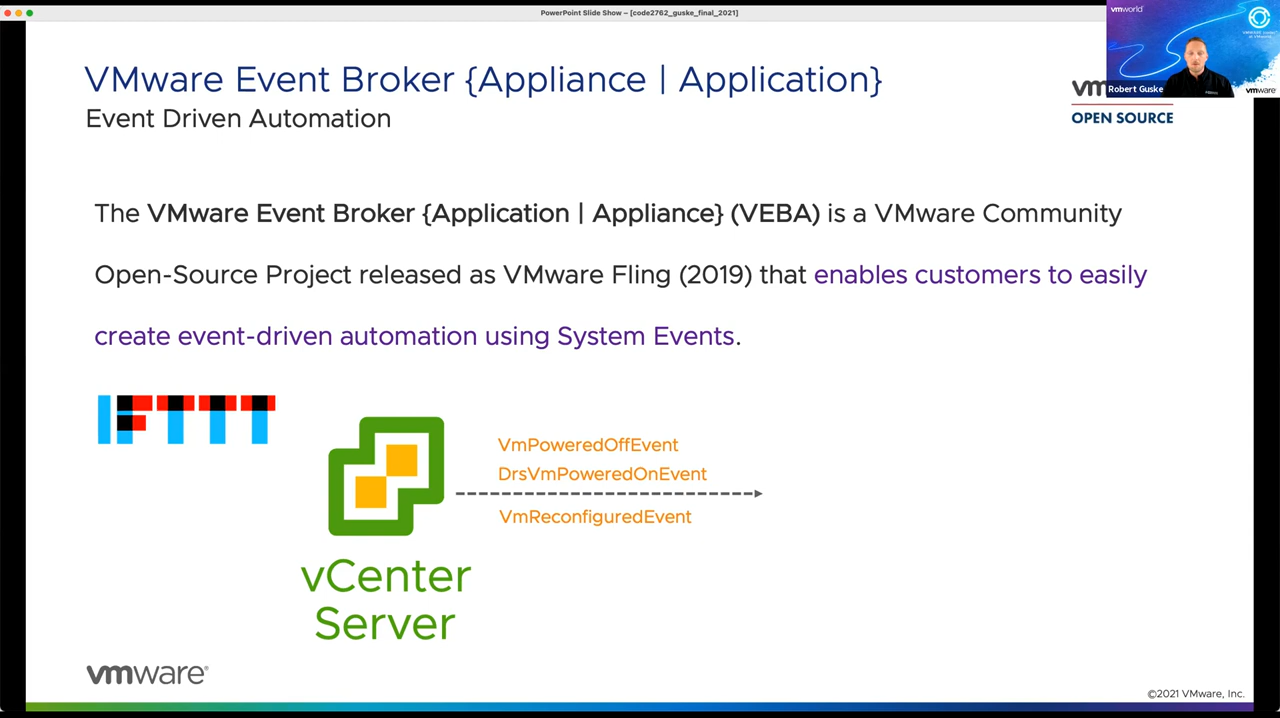 PowerPoint Slide Show – [code2762_guske_final_2021]
vmworld
Robert Guske
vmware
VMware Event Broker {Appliance | Application}
Event Driven Automation
vm
OPEN SOURCE
The VMware Event Broker {Application | Appliance} (VEBA) is a VMware Community
Open-Source Project released as VMware Fling (2019) that enables customers to easily
create event-driven automation using System Events.
IFTTT
VmPoweredOffEvent
DrsVmPoweredOnEvent
VmReconfiguredEvent
vCenter
Server
vmware®
©2021 VMware, Inc.